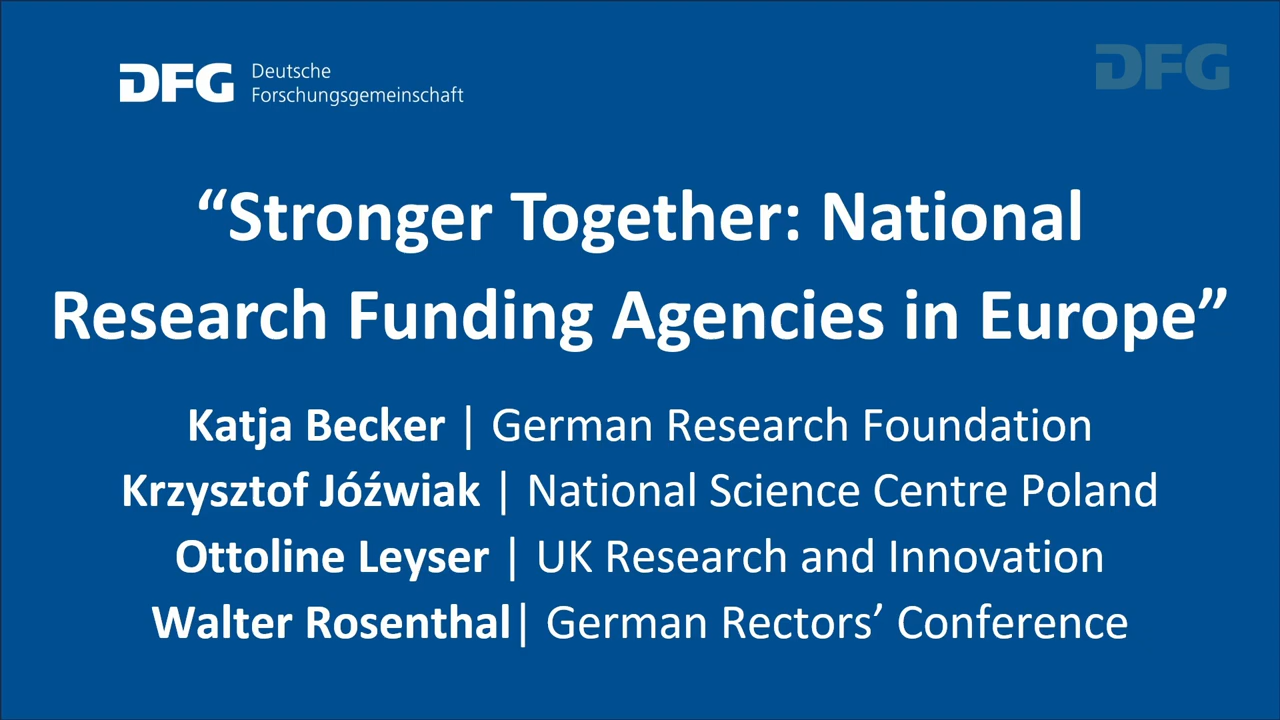 DFG Deutsche
Forschungsgemeinschaft
DFG
“Stronger Together: National
Research Funding Agencies in Europe”
Katja Becker | German Research Foundation
Krzysztof Jóźwiak | National Science Centre Poland
Ottoline Leyser | UK Research and Innovation
Walter Rosenthal| German Rectors’ Conference